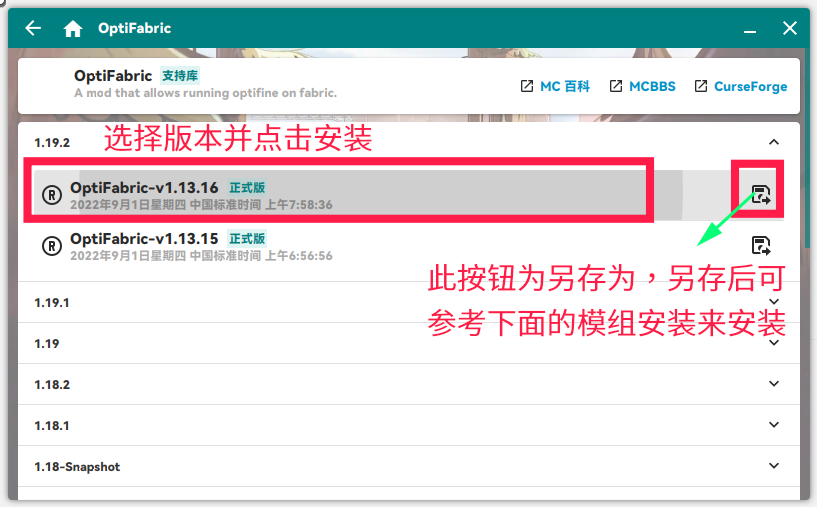 OptiFabric
OptiFabric 支持库
A mod that allows running optifine on fabric.
MC 百科
MCBBS
CurseForge
1.19.2
选择版本并点击安装
OptiFabric-v1.13.16 正式版
2022年9月1日星期四 中国标准时间 上午7:58:36
OptiFabric-v1.13.15 正式版
2022年9月1日星期四 中国标准时间 上午6:56:56
此按钮为另存为，另存后可
参考下面的模组安装来安装
1.19.1
1.19
1.18.2
1.18.1
1.18-Snapshot